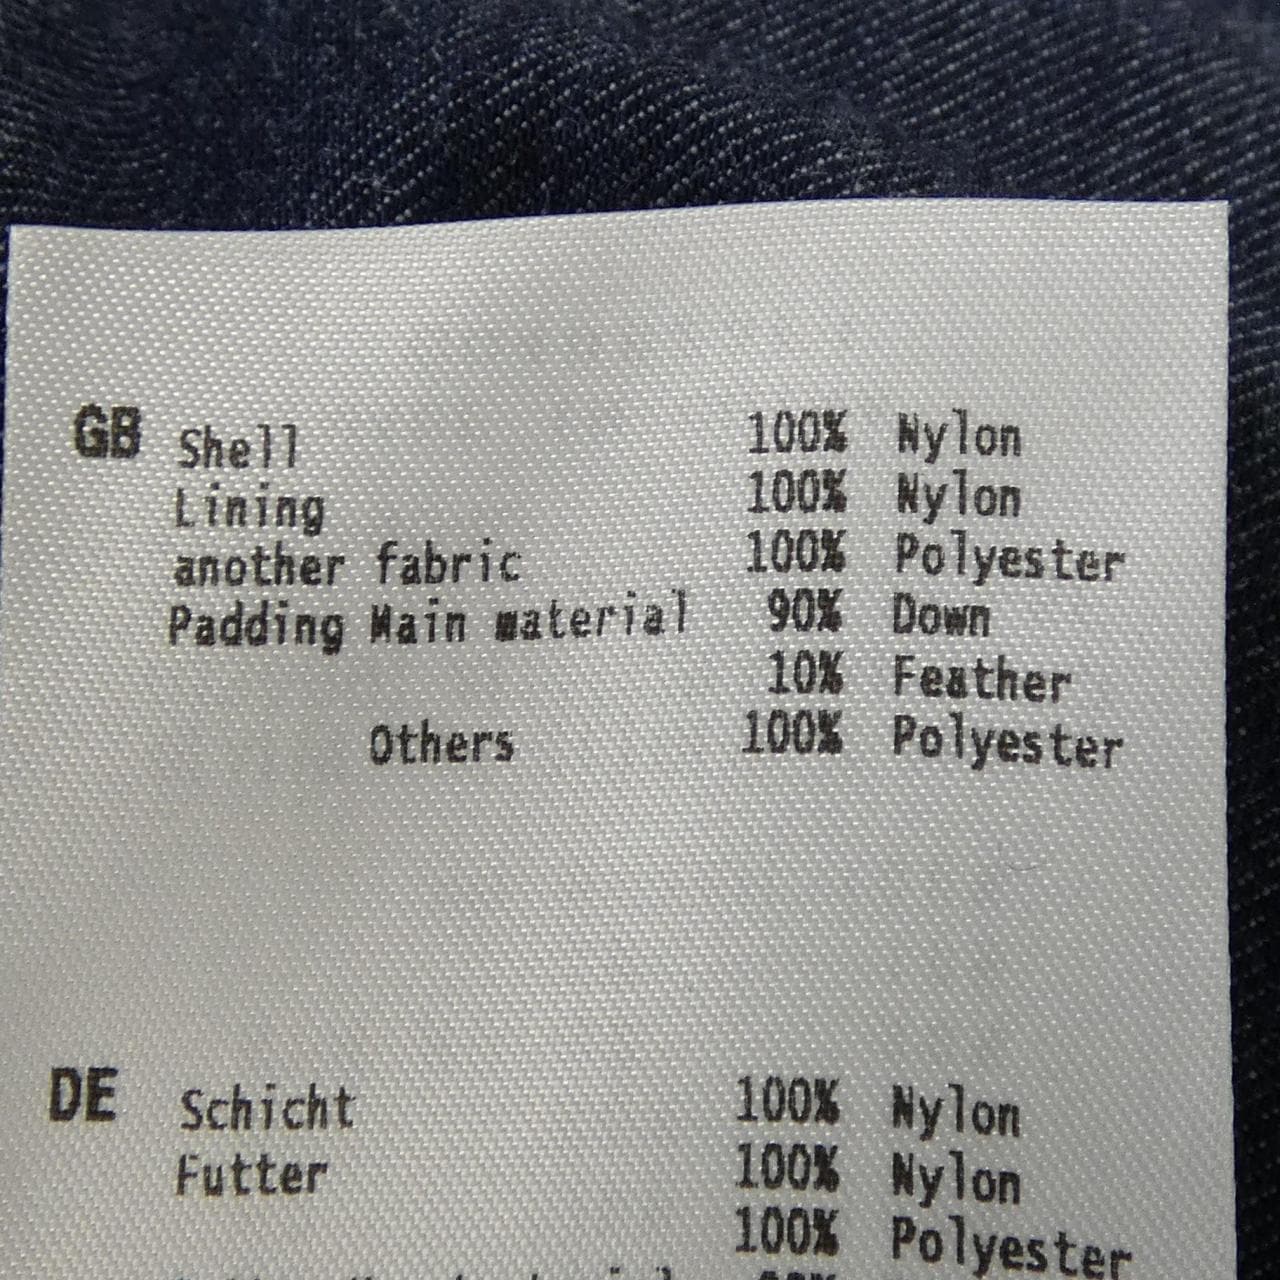 GB Shell 100% Nylon
Lining 100% Nylon
another fabric 100% Polyester
Padding Main material 90% Down
10% Feather
Others 100% Polyester
DE Schicht 100% Nylon
Futter 100% Nylon
100% Polyester